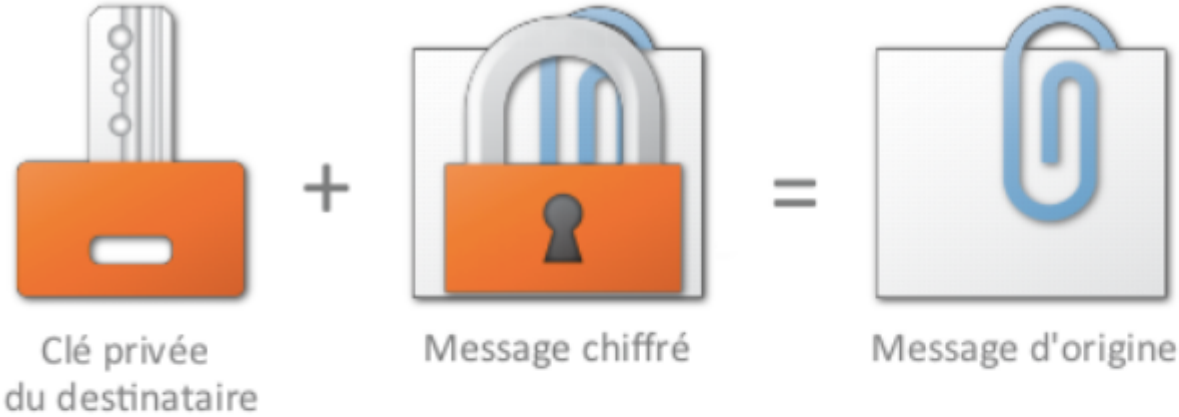 +
=
Clé privée
du destinataire
Message chiffré
Message d'origine